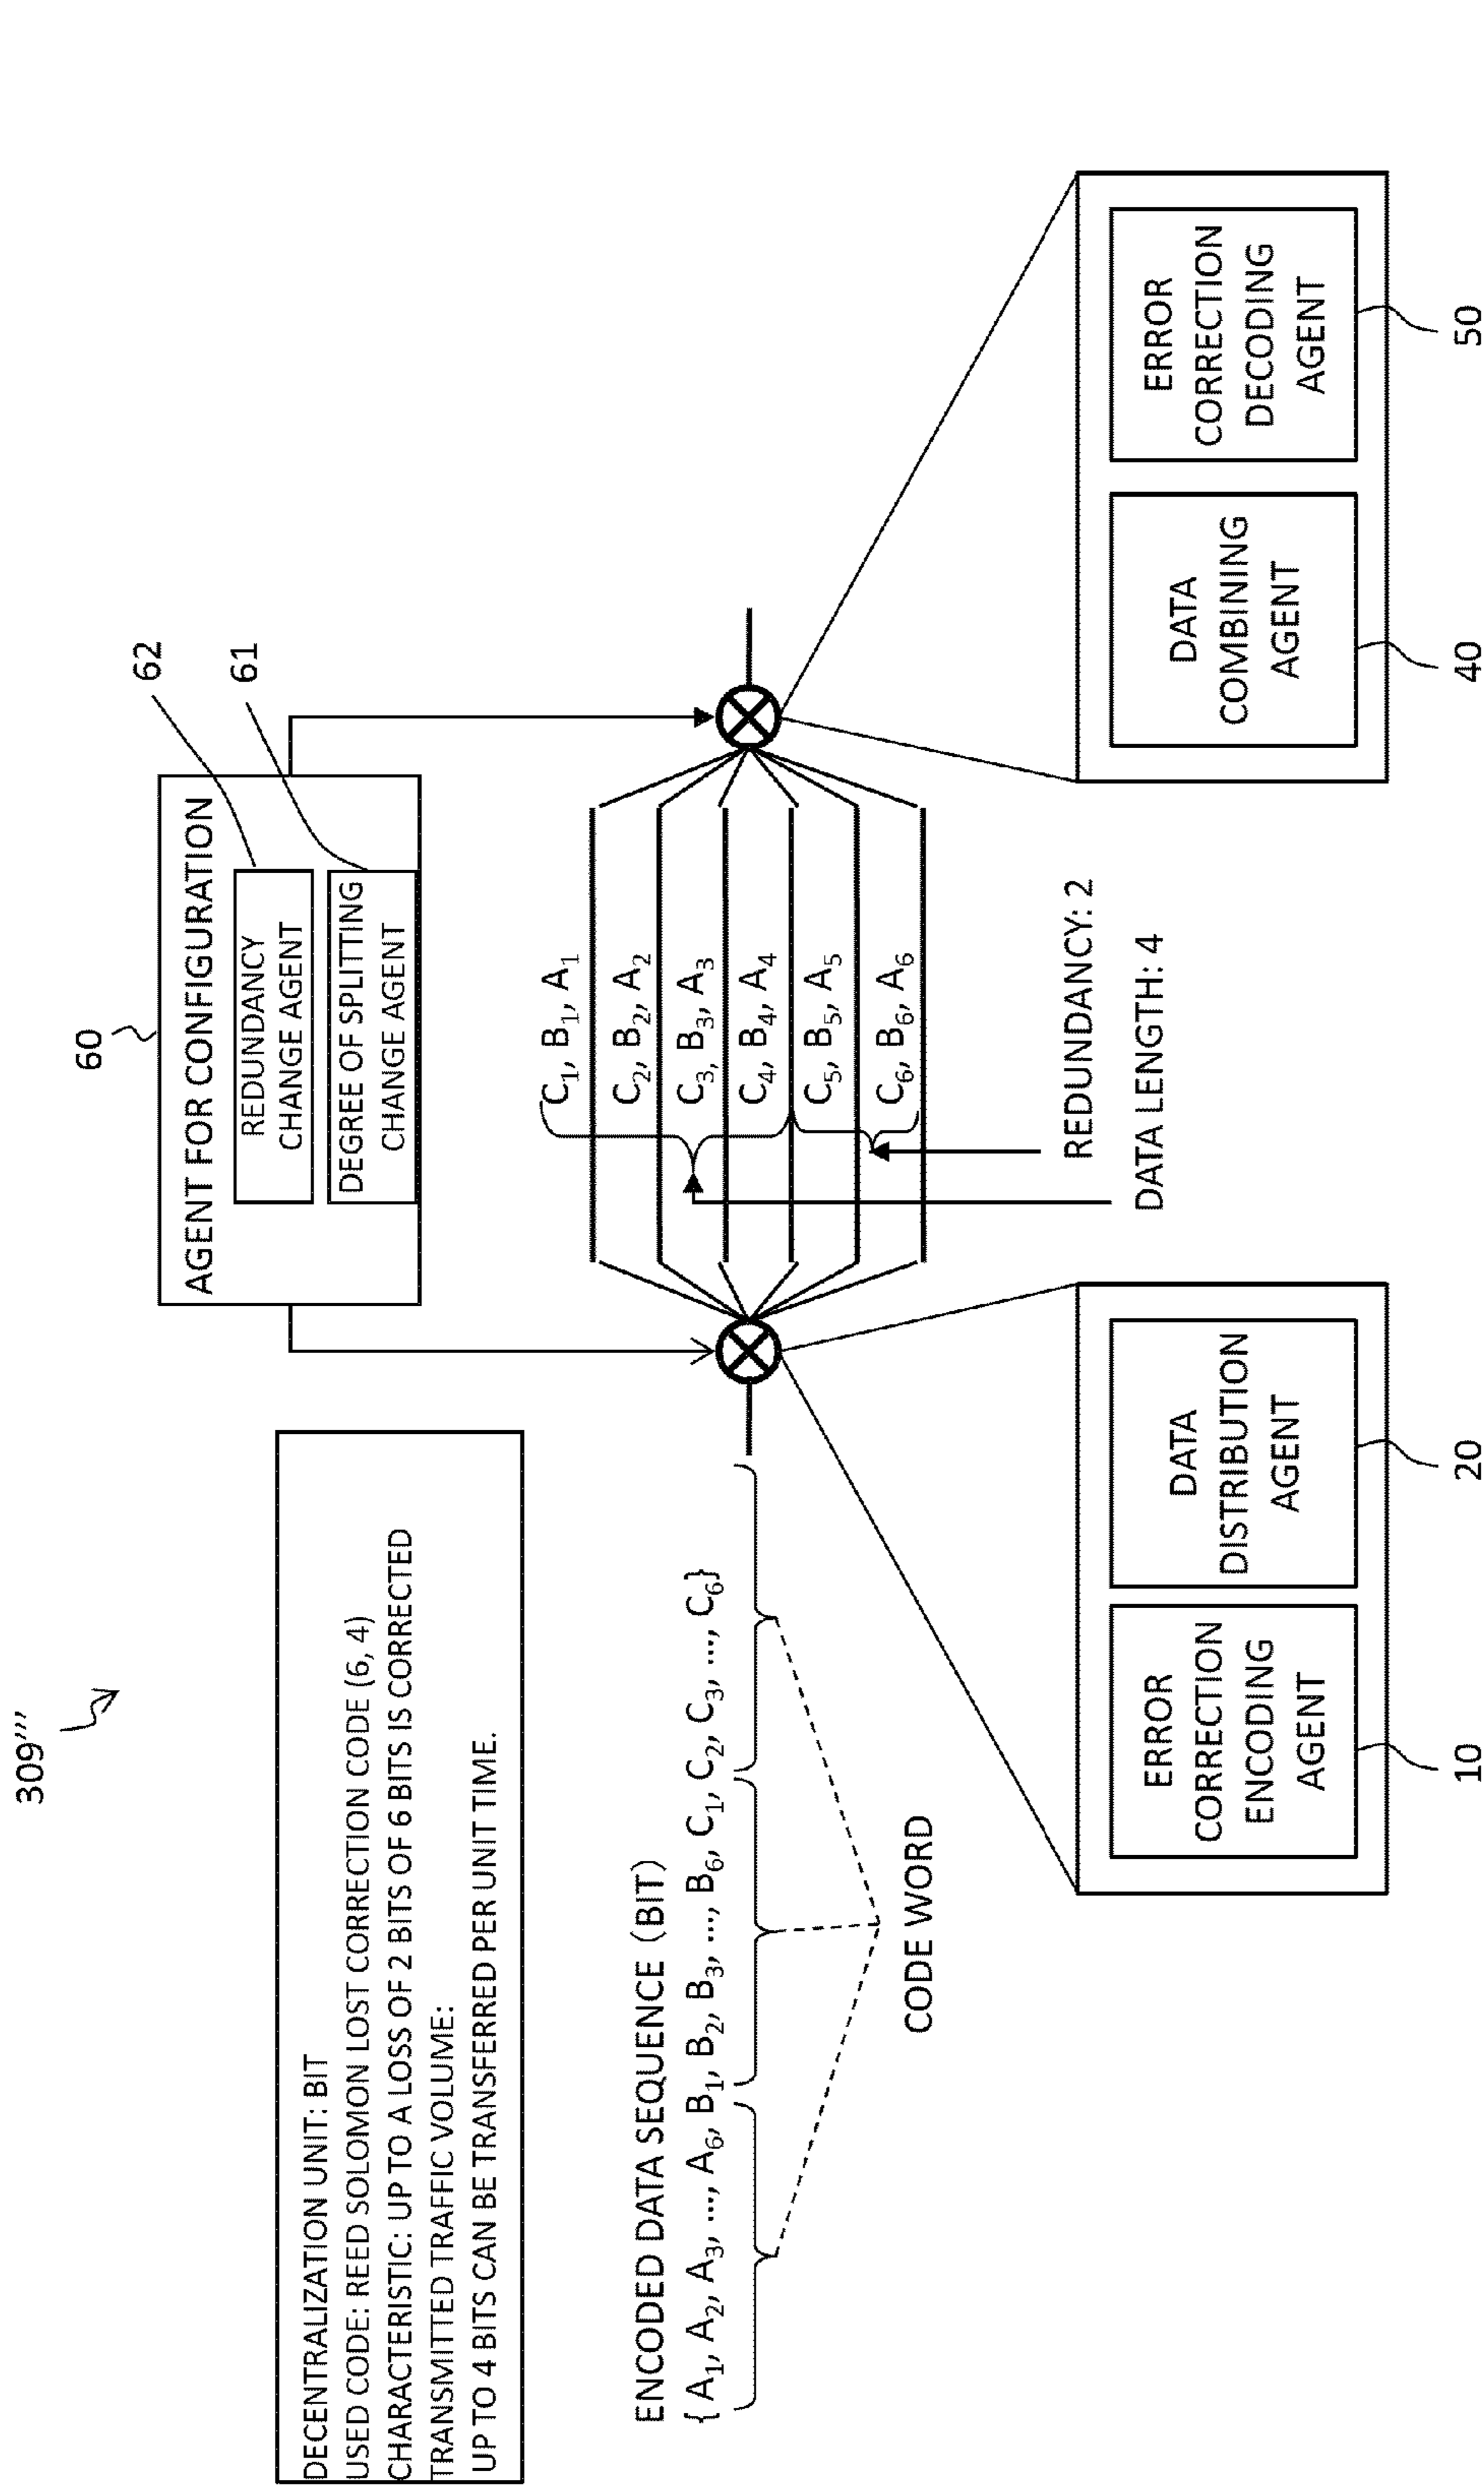 309'''
DECENTRALIZATION UNIT: BIT
USED CODE: REED SOLOMON LOST CORRECTION CODE (6, 4)
CHARACTERISTIC: UP TO A LOSS OF 2 BITS OF 6 BITS IS CORRECTED
TRANSMITTED TRAFFIC VOLUME:
UP TO 4 BITS CAN BE TRANSFERRED PER UNIT TIME.
60
AGENT FOR CONFIGURATION
REDUNDANCY
CHANGE AGENT
62
DEGREE OF SPLITTING
CHANGE AGENT
61
ENCODED DATA SEQUENCE (BIT)
{ A₁, A₂, A₃, ..., A₆, B₁, B₂, B₃, ..., B₆, C₁, C₂, C₃, ..., C₆}
CODE WORD
C₁, B₁, A₁
C₂, B₂, A₂
C₃, B₃, A₃
C₄, B₄, A₄
C₅, B₅, A₅
C₆, B₆, A₆
REDUNDANCY: 2
DATA LENGTH: 4
ERROR
CORRECTION
ENCODING
AGENT
10
DATA
DISTRIBUTION
AGENT
20
DATA
COMBINING
AGENT
40
ERROR
CORRECTION
DECODING
AGENT
50